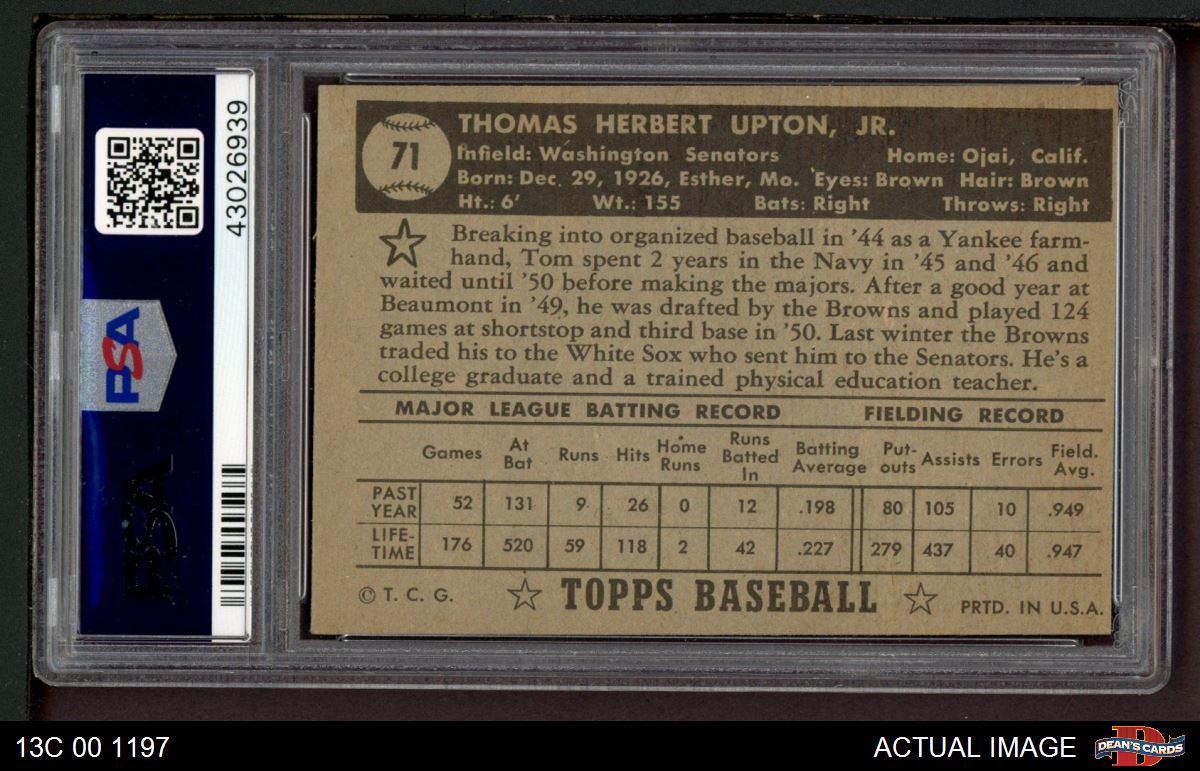 43026939
PSA
PSA
71
THOMAS HERBERT UPTON, JR.
Infield: Washington Senators Home: Ojai, Calif.
Born: Dec. 29, 1926, Esther, Mo. Eyes: Brown Hair: Brown
Ht.: 6' Wt.: 155 Bats: Right Throws: Right
Breaking into organized baseball in '44 as a Yankee farm-
hand, Tom spent 2 years in the Navy in '45 and '46 and
waited until '50 before making the majors. After a good year at
Beaumont in '49, he was drafted by the Browns and played 124
games at shortstop and third base in '50. Last winter the Browns
traded his to the White Sox who sent him to the Senators. He's a
college graduate and a trained physical education teacher.
MAJOR LEAGUE BATTING RECORD FIELDING RECORD
Games At Bat Runs Hits Home Runs Runs Batted In Batting Average Put-outs Assists Errors Field. Avg.
PAST YEAR 52 131 9 26 0 12 .198 80 105 10 .949
LIFE-TIME 176 520 59 118 2 42 .227 279 437 40 .947
© T. C. G. TOPPS BASEBALL PRTD. IN U.S.A.
13C 00 1197 ACTUAL IMAGE DEAN'S CARDS